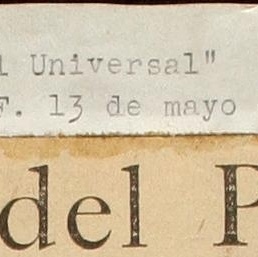 l Universal"
F. 13 de mayo
del P